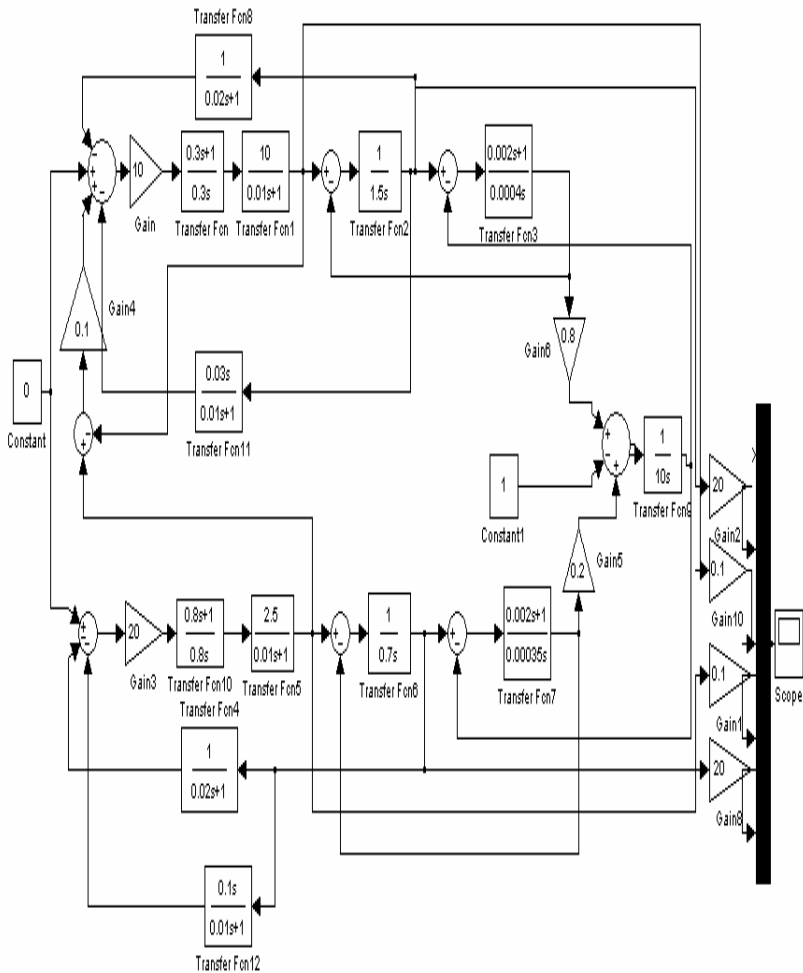 Transfer Fcn8
1
0.02s+1
10
Gain
0.3s+1
0.3s
Transfer Fcn
10
0.01s+1
Transfer Fcn1
1
1.5s
Transfer Fcn2
0.002s+1
0.0004s
Transfer Fcn3
0.1
Gain4
0.8
Gain6
0
Constant
0.03s
0.01s+1
Transfer Fcn11
1
Constant1
1
10s
Transfer Fcn9
0.2
Gain5
20
Gain2
0.1
Gain10
0.1
Gain1
20
Gain8
Scope
20
Gain3
0.8s+1
0.8s
Transfer Fcn10
2.5
0.01s+1
Transfer Fcn5
1
0.7s
Transfer Fcn6
0.002s+1
0.00035s
Transfer Fcn7
Transfer Fcn4
1
0.02s+1
0.1s
0.01s+1
Transfer Fcn12